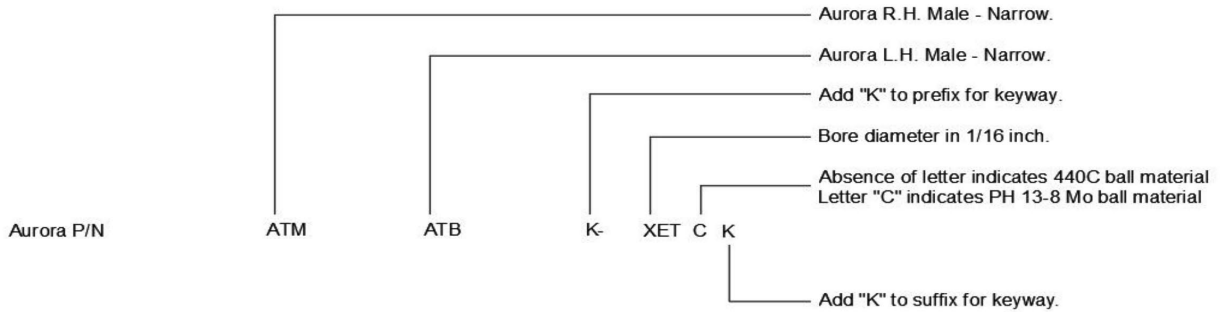 Aurora R.H. Male - Narrow.
Aurora L.H. Male - Narrow.
Add "K" to prefix for keyway.
Bore diameter in 1/16 inch.
Absence of letter indicates 440C ball material
Letter "C" indicates PH 13-8 Mo ball material
Aurora P/N ATM ATB K- XET C K
Add "K" to suffix for keyway.